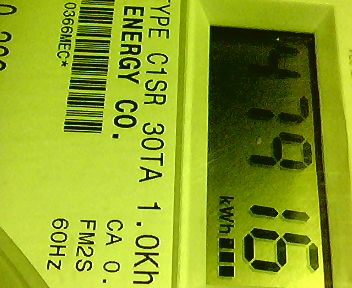 47916
kWh
TYPE C1SR 30TA 1.0Kh
ENERGY CO.
CA 0.
FM2S
0366MEC*
60Hz